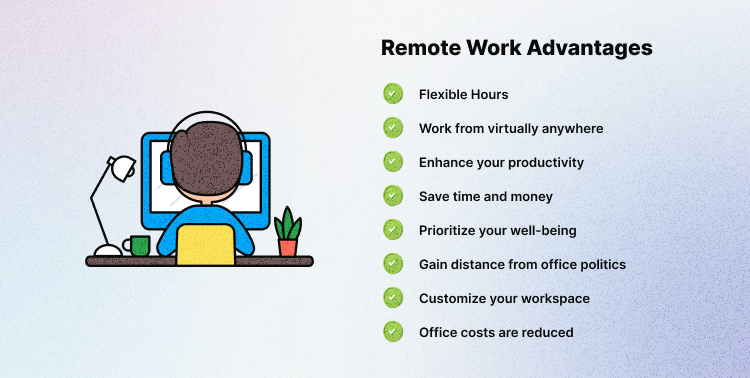 Remote Work Advantages
Flexible Hours
Work from virtually anywhere
Enhance your productivity
Save time and money
Prioritize your well-being
Gain distance from office politics
Customize your workspace
Office costs are reduced